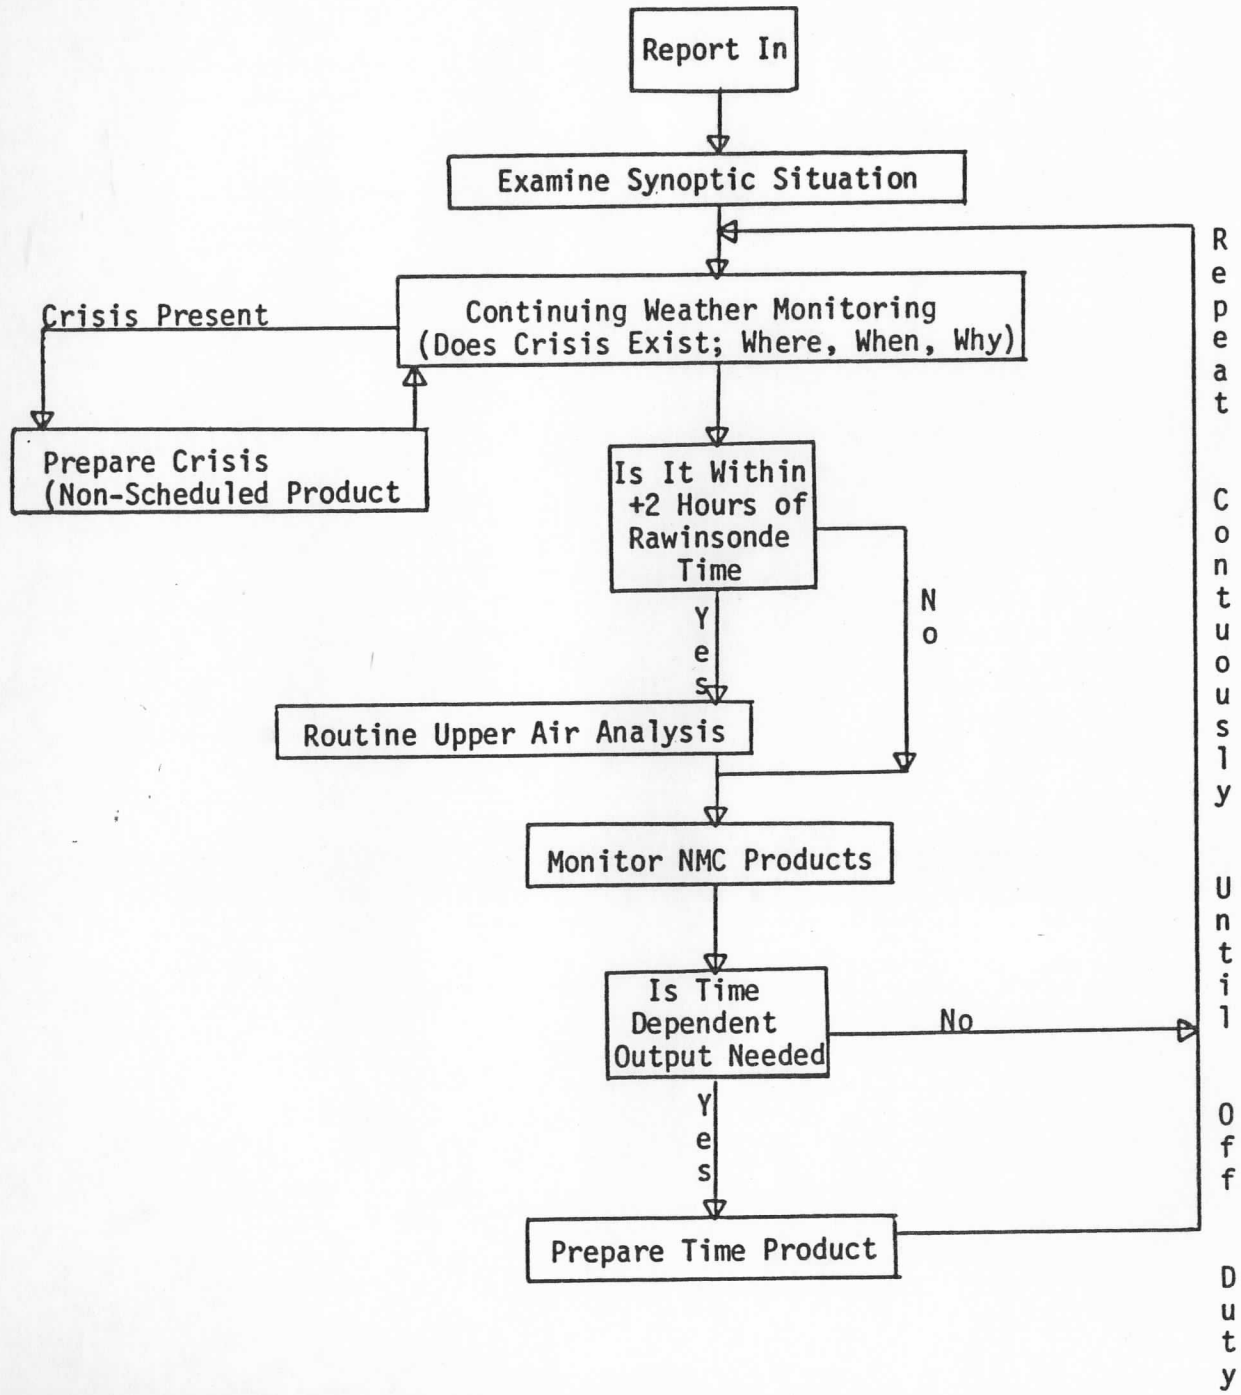 Report In
Examine Synoptic Situation
Continuing Weather Monitoring
(Does Crisis Exist; Where, When, Why)
Crisis Present
Prepare Crisis
(Non-Scheduled Product
Is It Within
+2 Hours of
Rawinsonde
Time
No
Yes
Routine Upper Air Analysis
Monitor NMC Products
Is Time
Dependent
Output Needed
No
Yes
Prepare Time Product
Repeat Contuously Until Off Duty